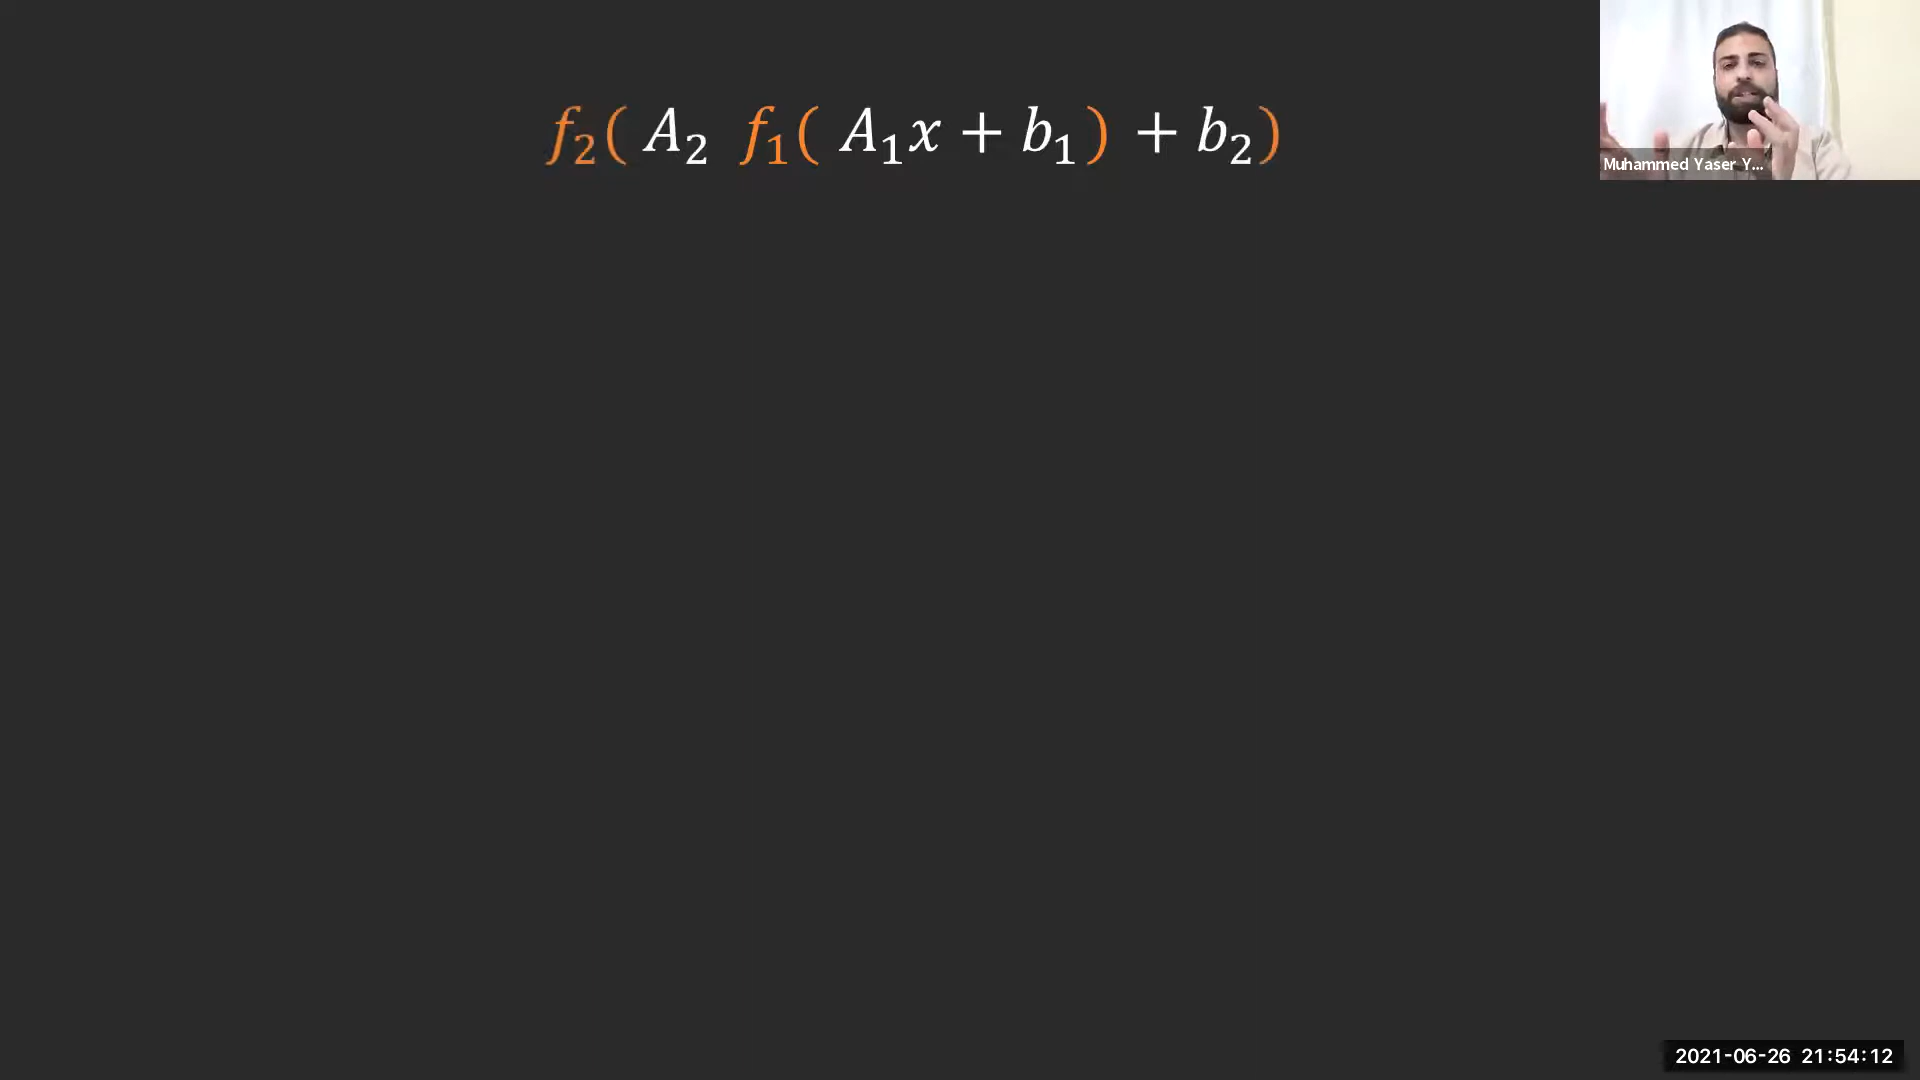 f₂( A₂ f₁( A₁x + b₁) + b₂)
Muhammed Yaser Y...
2021-06-26 21:54:12